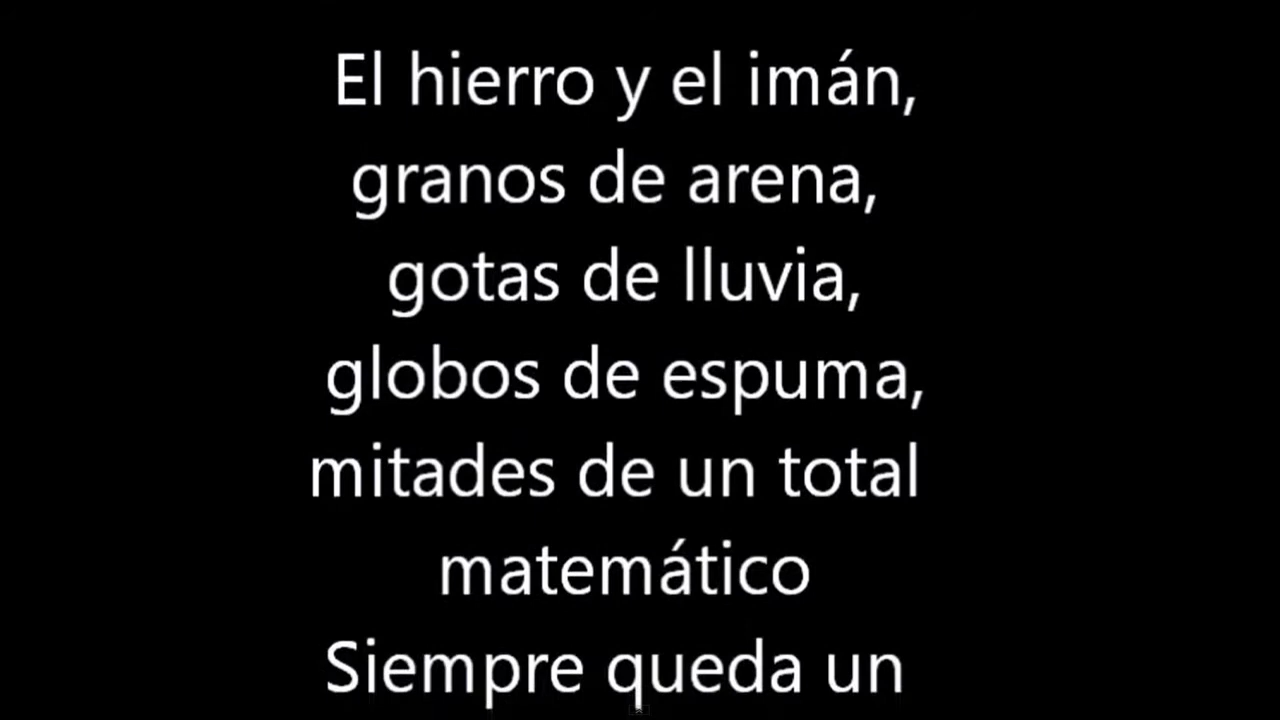 El hierro y el imán,
granos de arena,
gotas de lluvia,
globos de espuma,
mitades de un total
matemático
Siempre queda un